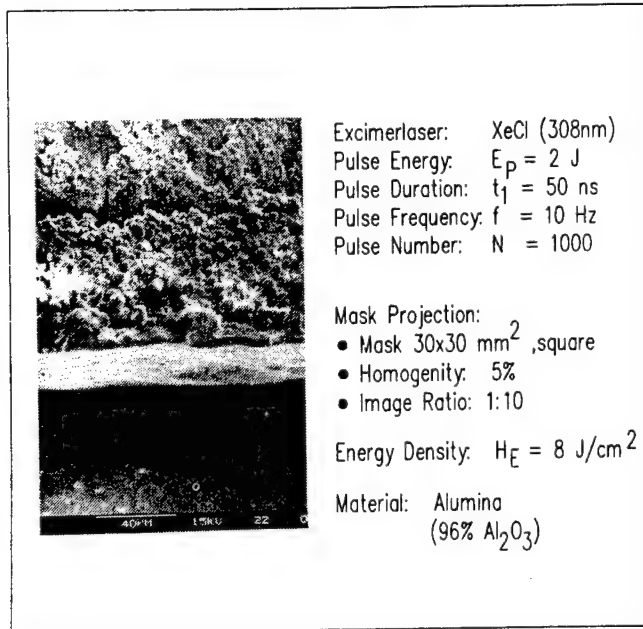 Excimerlaser: XeCl (308nm)
Pulse Energy: E_p = 2 J
Pulse Duration: t_1 = 50 ns
Pulse Frequency: f = 10 Hz
Pulse Number: N = 1000
Mask Projection:
• Mask 30x30 mm² ,square
• Homogenity: 5%
• Image Ratio: 1:10
Energy Density: H_E = 8 J/cm²
Material: Alumina
(96% Al₂O₃)
40µM 15KV 22 0